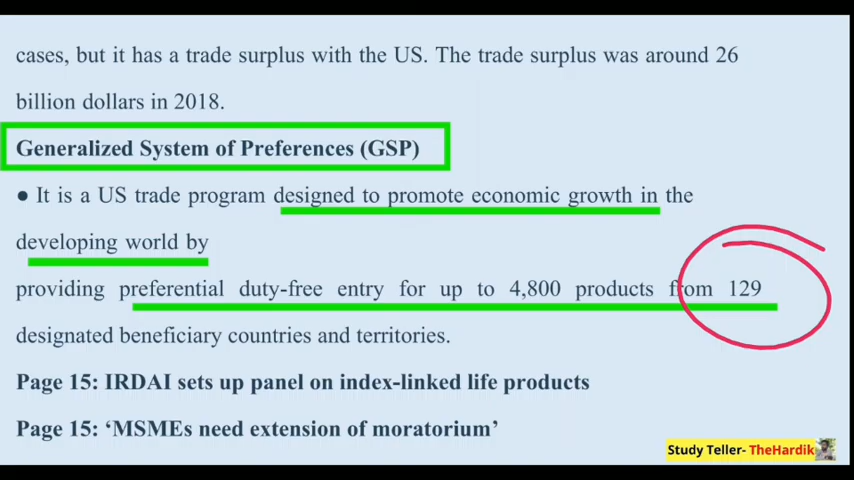 cases, but it has a trade surplus with the US. The trade surplus was around 26
billion dollars in 2018.
Generalized System of Preferences (GSP)
● It is a US trade program designed to promote economic growth in the
developing world by
providing preferential duty-free entry for up to 4,800 products from 129
designated beneficiary countries and territories.
Page 15: IRDAI sets up panel on index-linked life products
Page 15: ‘MSMEs need extension of moratorium’
Study Teller- TheHardik